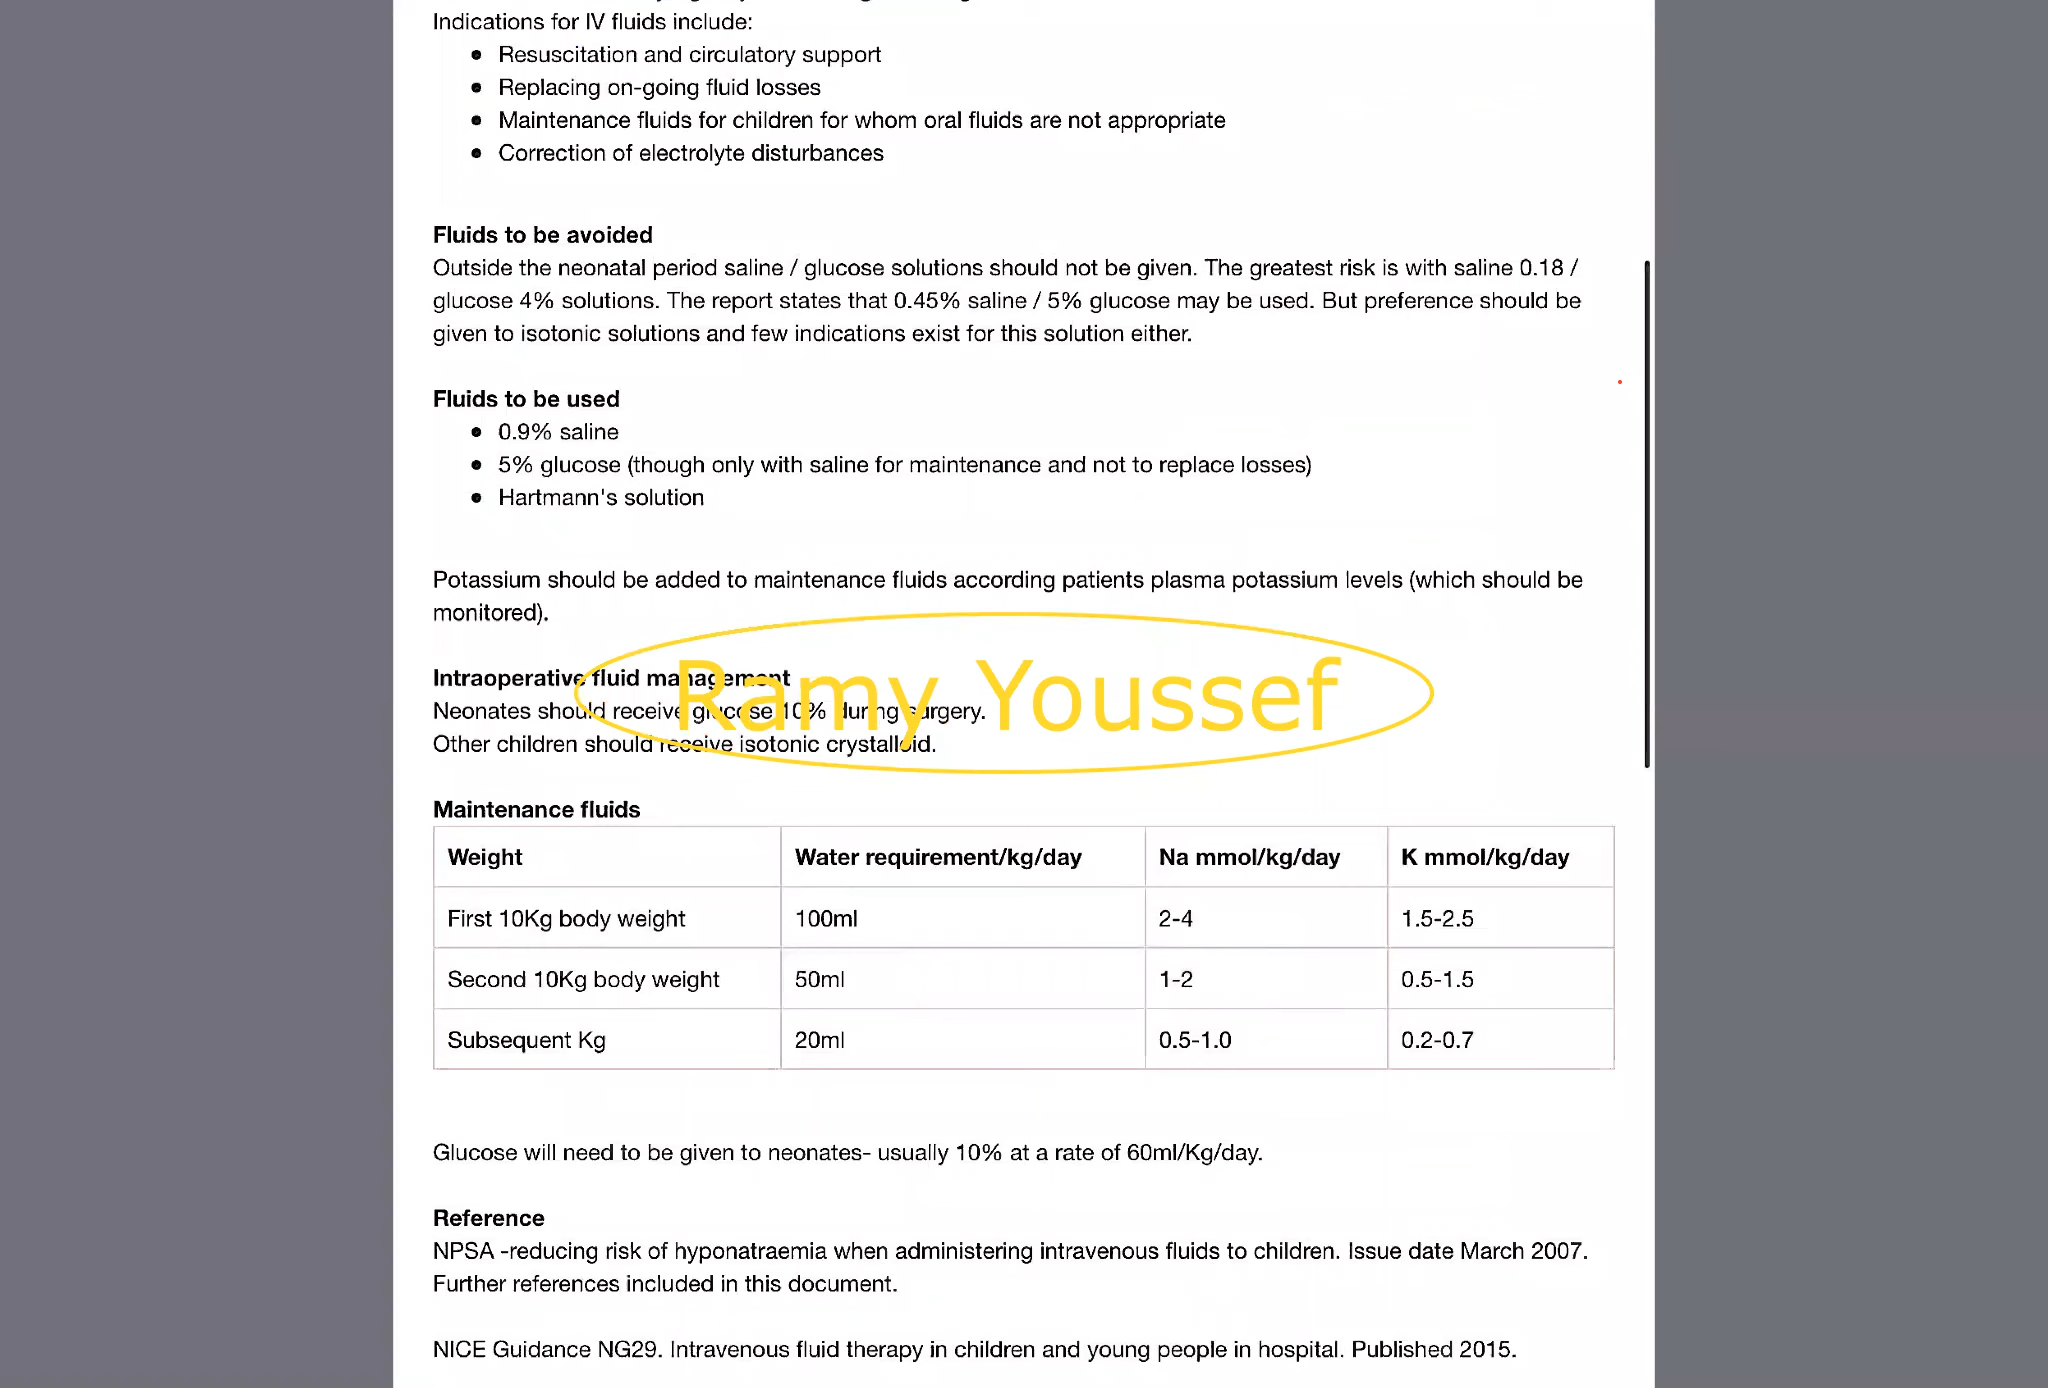 Indications for IV fluids include:
• Resuscitation and circulatory support
• Replacing on-going fluid losses
• Maintenance fluids for children for whom oral fluids are not appropriate
• Correction of electrolyte disturbances
Fluids to be avoided
Outside the neonatal period saline / glucose solutions should not be given. The greatest risk is with saline 0.18 /
glucose 4% solutions. The report states that 0.45% saline / 5% glucose may be used. But preference should be
given to isotonic solutions and few indications exist for this solution either.
Fluids to be used
• 0.9% saline
• 5% glucose (though only with saline for maintenance and not to replace losses)
• Hartmann's solution
Potassium should be added to maintenance fluids according patients plasma potassium levels (which should be
monitored).
Intraoperative fluid management
Ramy Youssef
Neonates should receive glucose 10% during surgery.
Other children should receive isotonic crystalloid.
Maintenance fluids
Weight Water requirement/kg/day Na mmol/kg/day K mmol/kg/day
First 10Kg body weight 100ml 2-4 1.5-2.5
Second 10Kg body weight 50ml 1-2 0.5-1.5
Subsequent Kg 20ml 0.5-1.0 0.2-0.7
Glucose will need to be given to neonates- usually 10% at a rate of 60ml/Kg/day.
Reference
NPSA -reducing risk of hyponatraemia when administering intravenous fluids to children. Issue date March 2007.
Further references included in this document.
NICE Guidance NG29. Intravenous fluid therapy in children and young people in hospital. Published 2015.